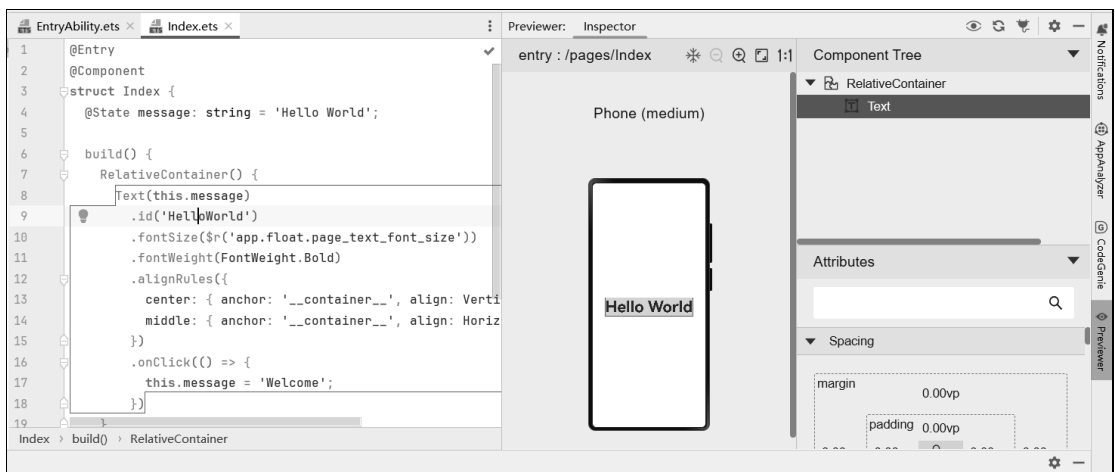 EntryAbility.ets
Index.ets
1 @Entry
2 @Component
3 struct Index {
4 @State message: string = 'Hello World';
5
6 build() {
7 RelativeContainer() {
8 Text(this.message)
9 .id('HelloWorld')
10 .fontSize($r('app.float.page_text_font_size'))
11 .fontWeight(FontWeight.Bold)
12 .alignRules({
13 center: { anchor: '__container__', align: Verti
14 middle: { anchor: '__container__', align: Horiz
15 })
16 .onClick(() => {
17 this.message = 'Welcome';
18 })
19 }
Index > build() > RelativeContainer
Previewer: Inspector
entry : /pages/Index
1:1
Phone (medium)
Hello World
Component Tree
RelativeContainer
Text
Attributes
Spacing
margin
0.00vp
padding 0.00vp
Notifications
AppAnalyzer
CodeGenie
Previewer